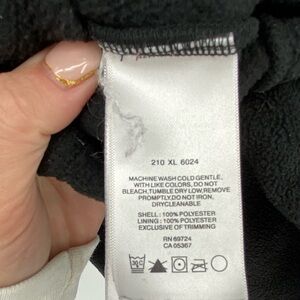 210 XL 6024
MACHINE WASH COLD GENTLE,
WITH LIKE COLORS, DO NOT
BLEACH,TUMBLE DRY LOW,REMOVE
PROMPTLY,DO NOT IRON,
DRYCLEANABLE
SHELL : 100% POLYESTER
LINING : 100% POLYESTER
EXCLUSIVE OF TRIMMING
RN 69724
CA 05367
30C